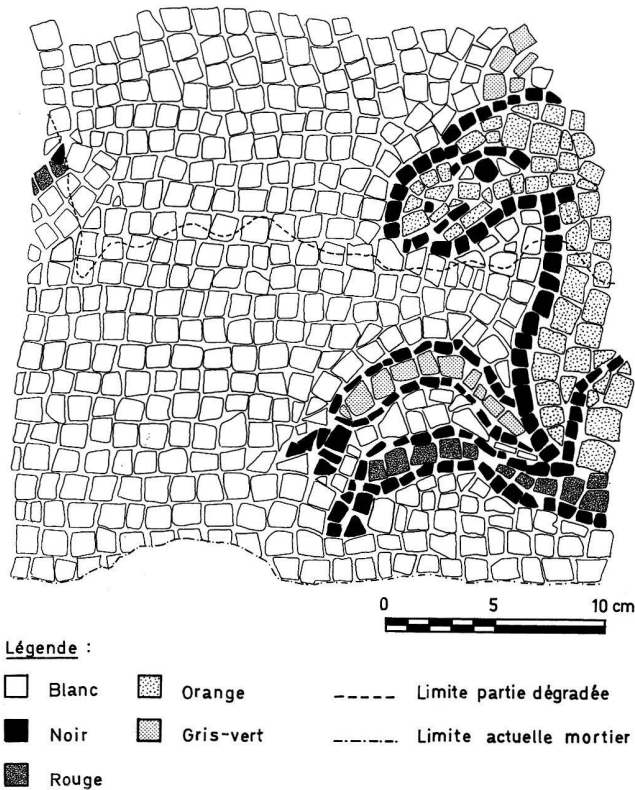 0 5 10 cm
Légende :
Blanc Orange Limite partie dégradée
Noir Gris-vert Limite actuelle mortier
Rouge